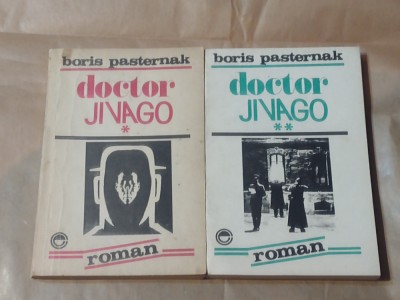 boris pasternak
doctor
JIVAGO
*
roman
boris pasternak
doctor
JIVAGO
**
roman